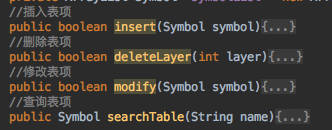 //插入表项
public boolean insert(Symbol symbol){...}
//删除表项
public boolean deleteLayer(int layer){...}
//修改表项
public boolean modify(Symbol symbol){...}
//查询表项
public Symbol searchTable(String name){...}